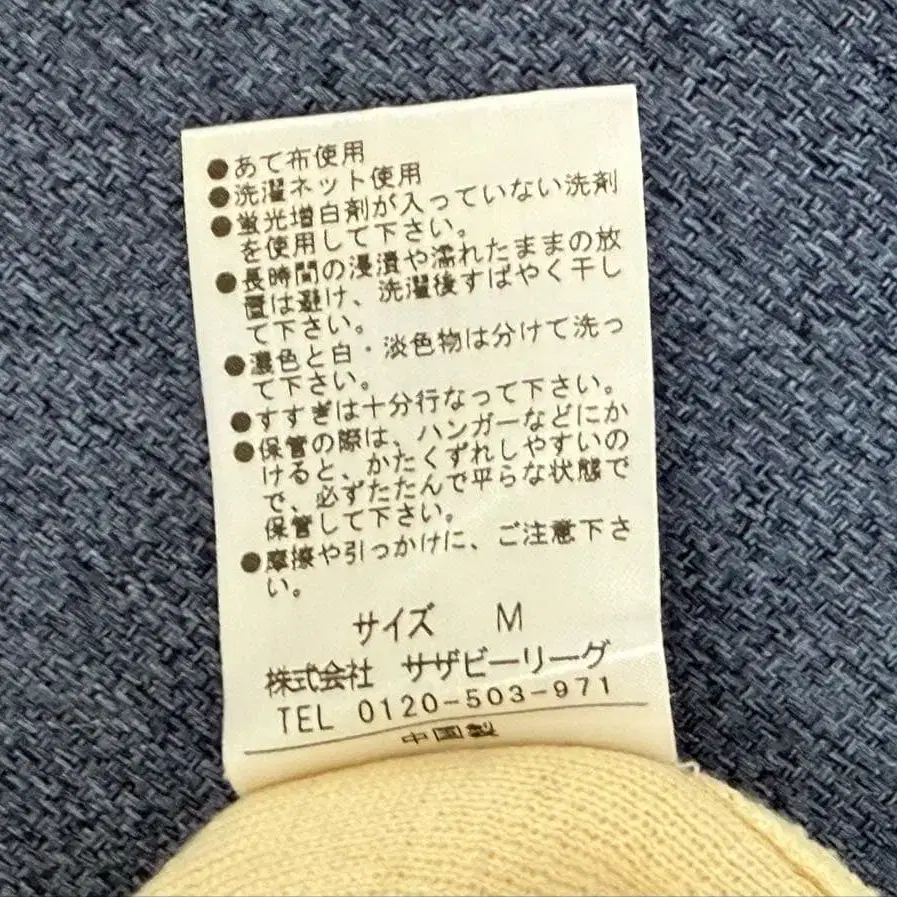 ●あて布使用
●洗濯ネット使用
●蛍光増白剤が入っていない洗剤
を使用して下さい。
●長時間の浸漬や濡れたままの放
置は避け、洗濯後すばやく干し
て下さい。
●濃色と白・淡色物は分けて洗っ
て下さい。
●すすぎは十分行なって下さい。
●保管の際は、ハンガーなどにか
けると、かたくずれしやすいの
で、必ずたたんで平らな状態で
保管して下さい。
●摩擦や引っかけに、ご注意下さ
い。
サイズ M
株式会社 サザビーリーグ
TEL 0120-503-971
中国製